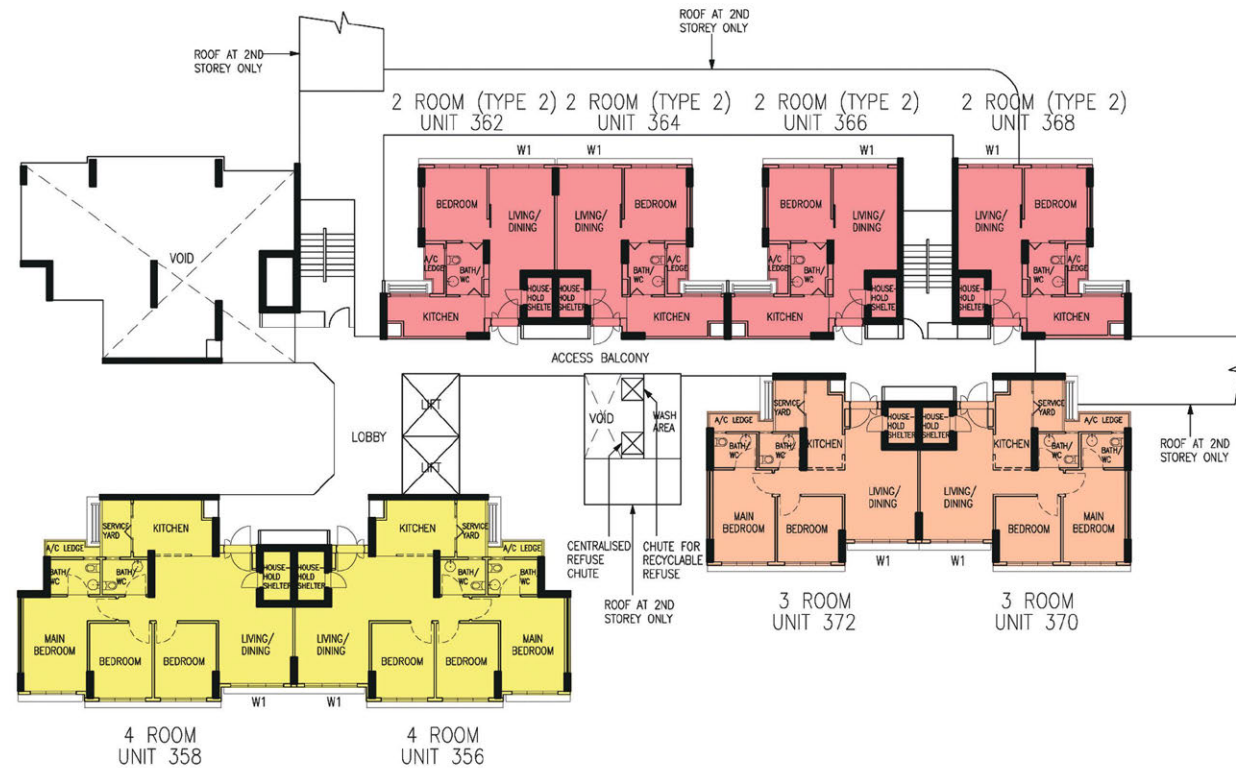 ROOF AT 2ND
STOREY ONLY
ROOF AT 2ND
STOREY ONLY
2 ROOM (TYPE 2)
UNIT 362
2 ROOM (TYPE 2)
UNIT 364
2 ROOM (TYPE 2)
UNIT 366
2 ROOM (TYPE 2)
UNIT 368
W1
W1
W1
W1
BEDROOM
LIVING/
DINING
LIVING/
DINING
BEDROOM
BEDROOM
LIVING/
DINING
LIVING/
DINING
BEDROOM
VOID
A/C
LEDGE
BATH/
WC
BATH/
WC
A/C
LEDGE
A/C
LEDGE
BATH/
WC
BATH/
WC
A/C
LEDGE
HOUSE-
HOLD
SHELTER
HOUSE-
HOLD
SHELTER
HOUSE-
HOLD
SHELTER
HOUSE-
HOLD
SHELTER
KITCHEN
KITCHEN
KITCHEN
KITCHEN
ACCESS BALCONY
LIFT
LIFT
LOBBY
VOID
WASH
AREA
CENTRALISED
REFUSE
CHUTE
CHUTE FOR
RECYCLABLE
REFUSE
ROOF AT 2ND
STOREY ONLY
A/C LEDGE
SERVICE
YARD
KITCHEN
HOUSE-
HOLD
SHELTER
HOUSE-
HOLD
SHELTER
KITCHEN
SERVICE
YARD
A/C LEDGE
BATH/
WC
BATH/
WC
BATH/
WC
BATH/
WC
MAIN
BEDROOM
BEDROOM
LIVING/
DINING
LIVING/
DINING
BEDROOM
MAIN
BEDROOM
W1
W1
ROOF AT 2ND
STOREY ONLY
3 ROOM
UNIT 372
3 ROOM
UNIT 370
SERVICE
YARD
KITCHEN
KITCHEN
SERVICE
YARD
A/C LEDGE
A/C LEDGE
BATH/
WC
BATH/
WC
HOUSE-
HOLD
SHELTER
HOUSE-
HOLD
SHELTER
BATH/
WC
BATH/
WC
MAIN
BEDROOM
BEDROOM
BEDROOM
LIVING/
DINING
LIVING/
DINING
BEDROOM
BEDROOM
MAIN
BEDROOM
W1
W1
4 ROOM
UNIT 358
4 ROOM
UNIT 356